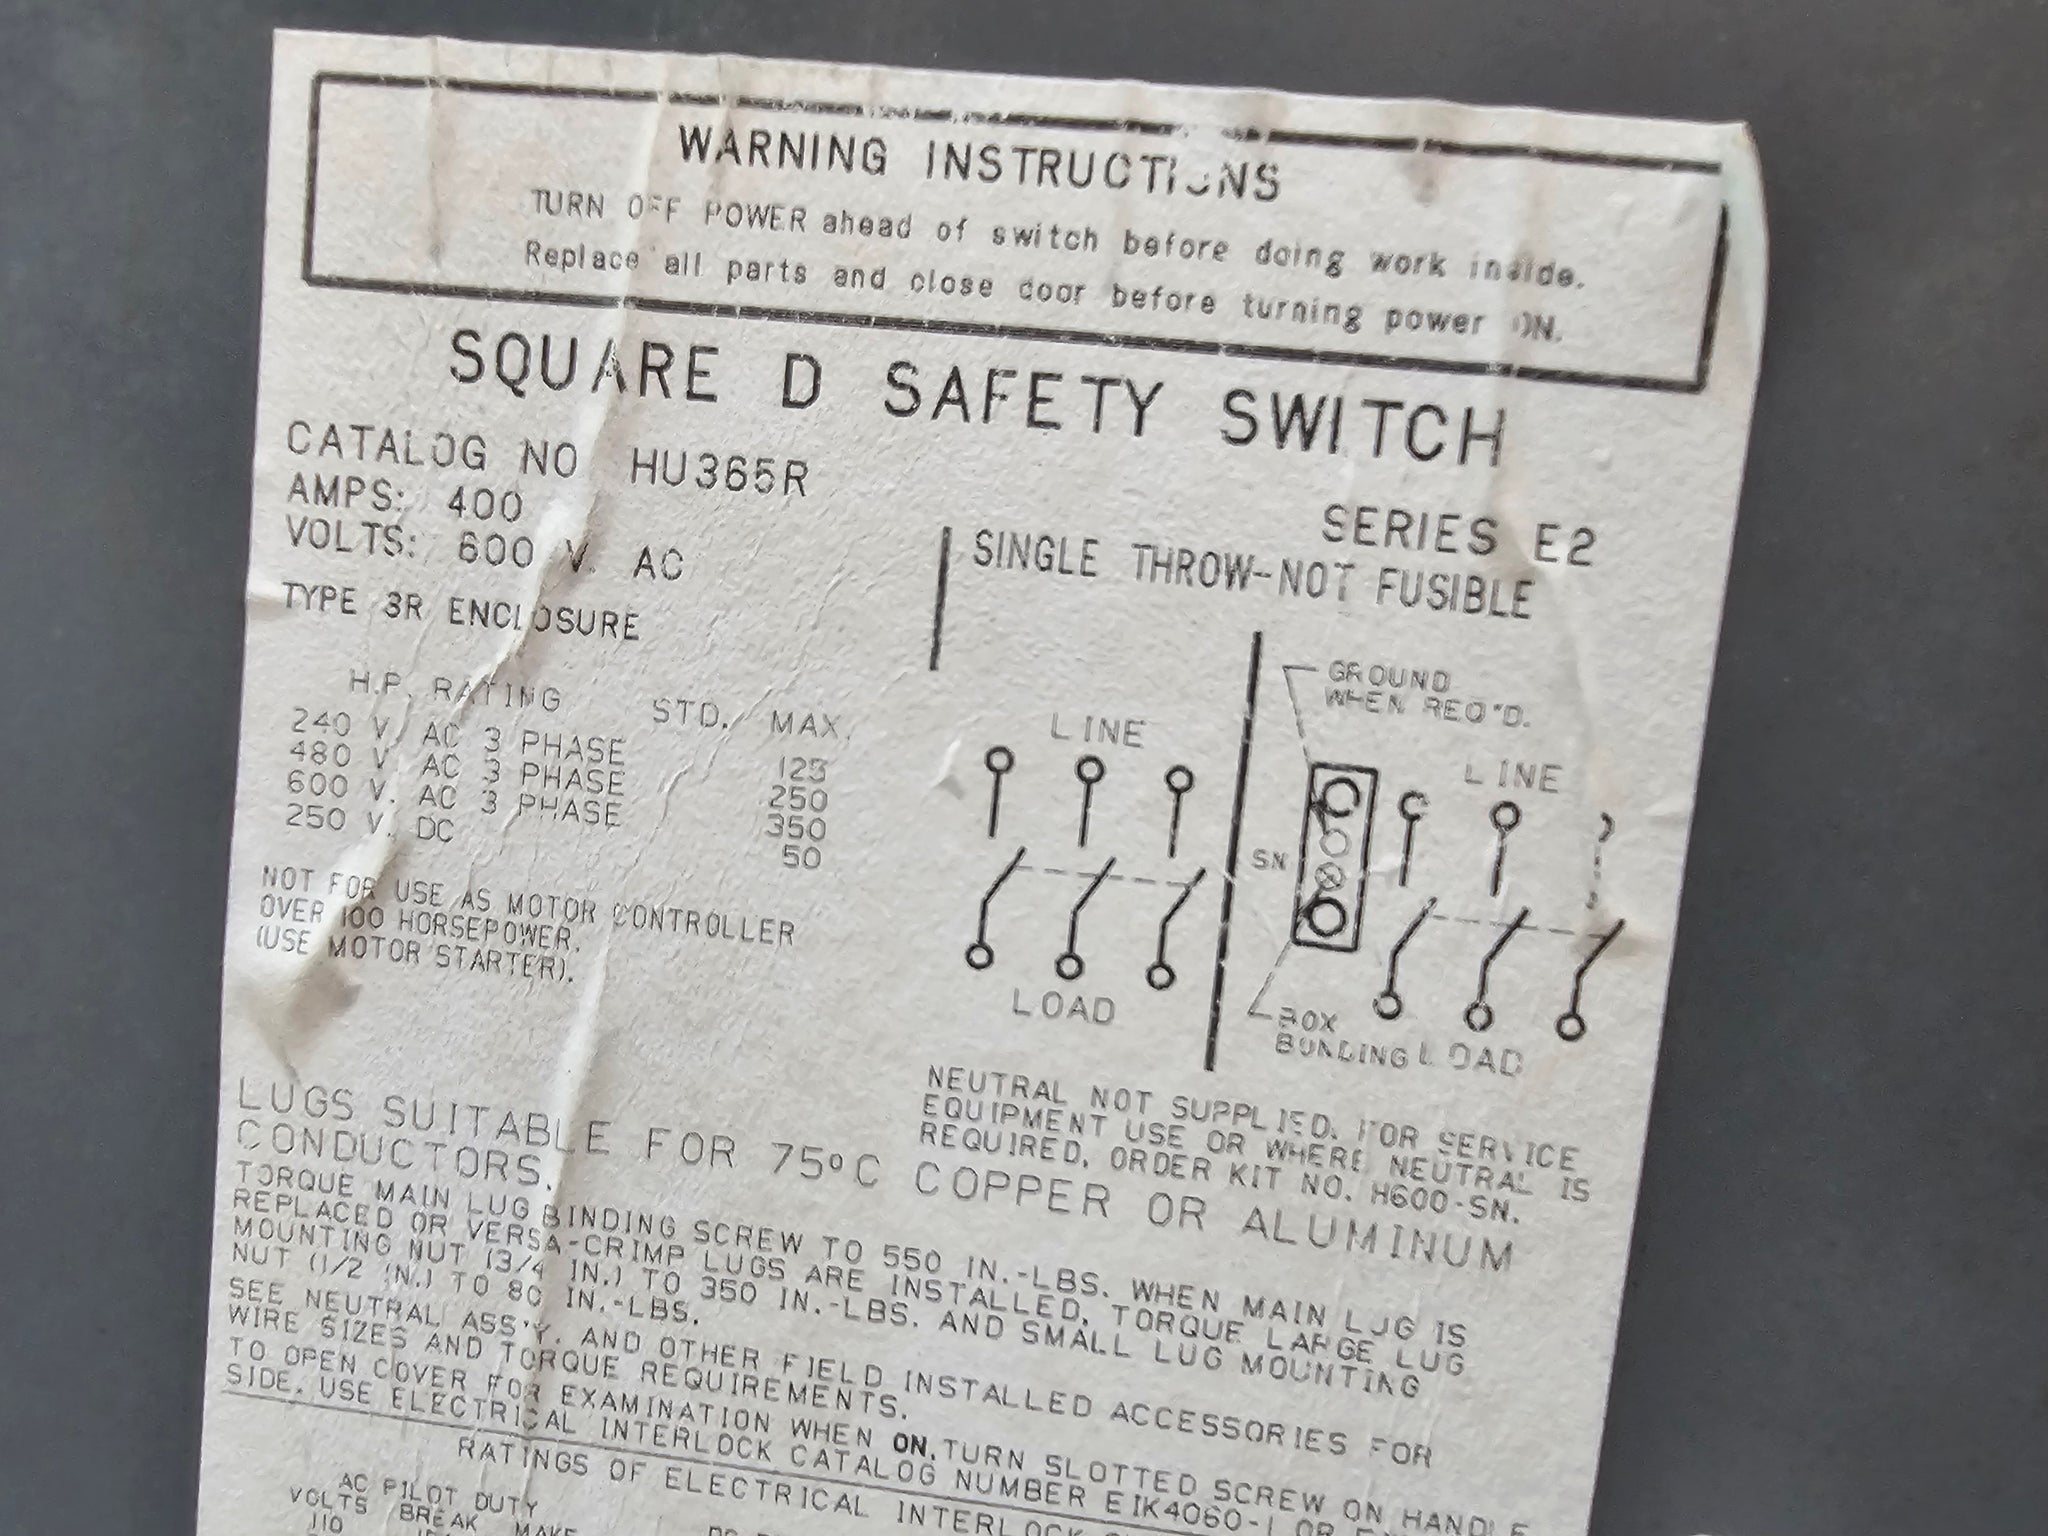 WARNING INSTRUCTIONS
TURN OFF POWER ahead of switch before doing work inside.
Replace all parts and close door before turning power ON.
SQUARE D SAFETY SWITCH
CATALOG NO HU365R
AMPS: 400
VOLTS: 600 V. AC
TYPE 3R ENCLOSURE
SERIES E2
SINGLE THROW-NOT FUSIBLE
H.P. RATING STD. MAX.
240 V. AC 3 PHASE 125
480 V. AC 3 PHASE 250
600 V. AC 3 PHASE 350
250 V. DC 50
NOT FOR USE AS MOTOR CONTROLLER
OVER 100 HORSEPOWER.
(USE MOTOR STARTER).
LINE
LOAD
GROUND
WHEN REQ'D.
LINE
SN
BOX
BONDING LOAD
NEUTRAL NOT SUPPLIED. FOR SERVICE
EQUIPMENT USE OR WHERE NEUTRAL IS
REQUIRED, ORDER KIT NO. H600-SN.
LUGS SUITABLE FOR 75°C COPPER OR ALUMINUM
CONDUCTORS.
TORQUE MAIN LUG BINDING SCREW TO 550 IN.-LBS. WHEN MAIN LUG IS
REPLACED OR VERSA-CRIMP LUGS ARE INSTALLED, TORQUE LARGE LUG
MOUNTING NUT (3/4 IN.) TO 350 IN.-LBS. AND SMALL LUG MOUNTING
NUT (1/2 IN.) TO 80 IN.-LBS.
SEE NEUTRAL ASS'Y. AND OTHER FIELD INSTALLED ACCESSORIES FOR
WIRE SIZES AND TORQUE REQUIREMENTS.
TO OPEN COVER FOR EXAMINATION WHEN ON, TURN SLOTTED SCREW ON HANDLE
SIDE. USE ELECTRICAL INTERLOCK CATALOG NUMBER EIK4060-1 OR
RATINGS OF ELECTRICAL INTERLOCK
AC PILOT DUTY
VOLTS BREAK MAKE
110